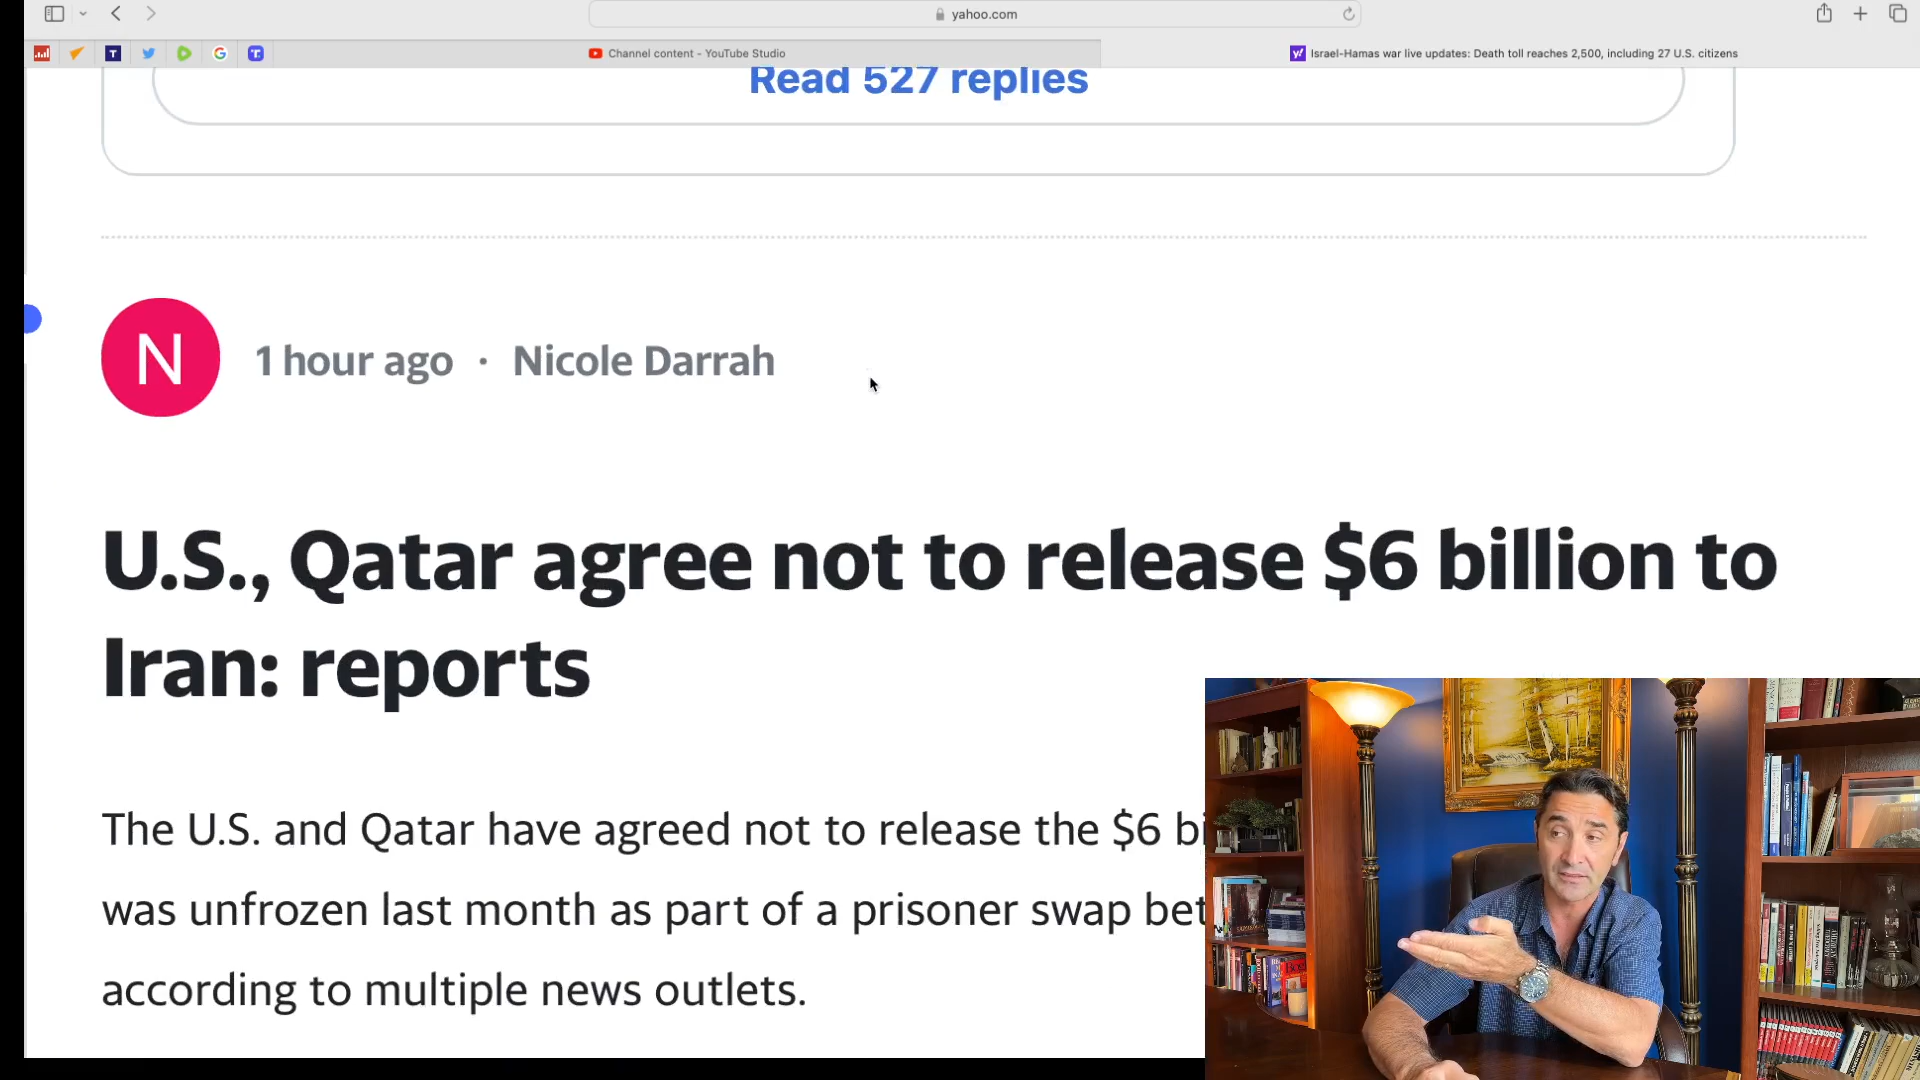 yahoo.com
Channel content - YouTube Studio
Israel-Hamas war live updates: Death toll reaches 2,500, including 27 U.S. citizens
Read 527 replies
N
1 hour ago · Nicole Darrah
U.S., Qatar agree not to release $6 billion to
Iran: reports
The U.S. and Qatar have agreed not to release the $6 bi
was unfrozen last month as part of a prisoner swap bet
according to multiple news outlets.